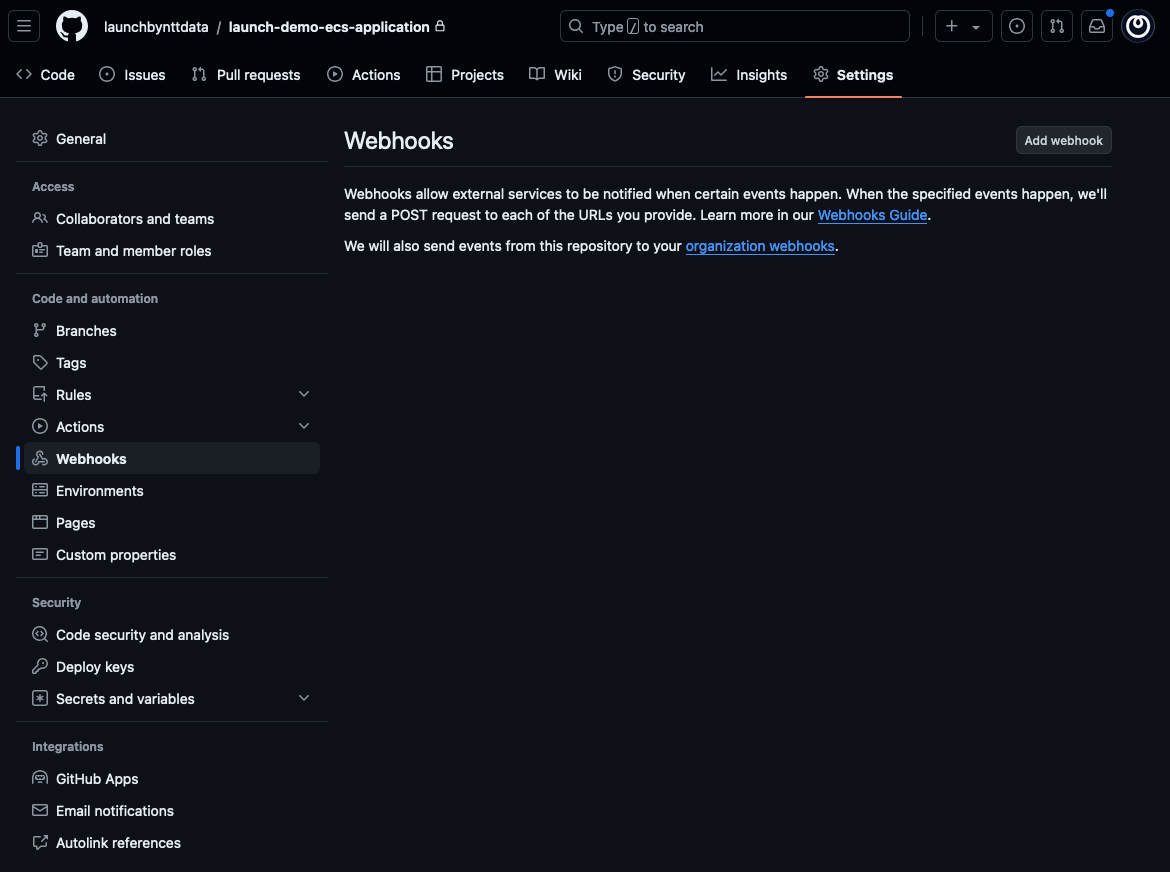 launchbynttdata / launch-demo-ecs-application
Type / to search
Code
Issues
Pull requests
Actions
Projects
Wiki
Security
Insights
Settings
General
Access
Collaborators and teams
Team and member roles
Code and automation
Branches
Tags
Rules
Actions
Webhooks
Environments
Pages
Custom properties
Security
Code security and analysis
Deploy keys
Secrets and variables
Integrations
GitHub Apps
Email notifications
Autolink references
Webhooks
Add webhook
Webhooks allow external services to be notified when certain events happen. When the specified events happen, we'll
send a POST request to each of the URLs you provide. Learn more in our Webhooks Guide.
We will also send events from this repository to your organization webhooks.